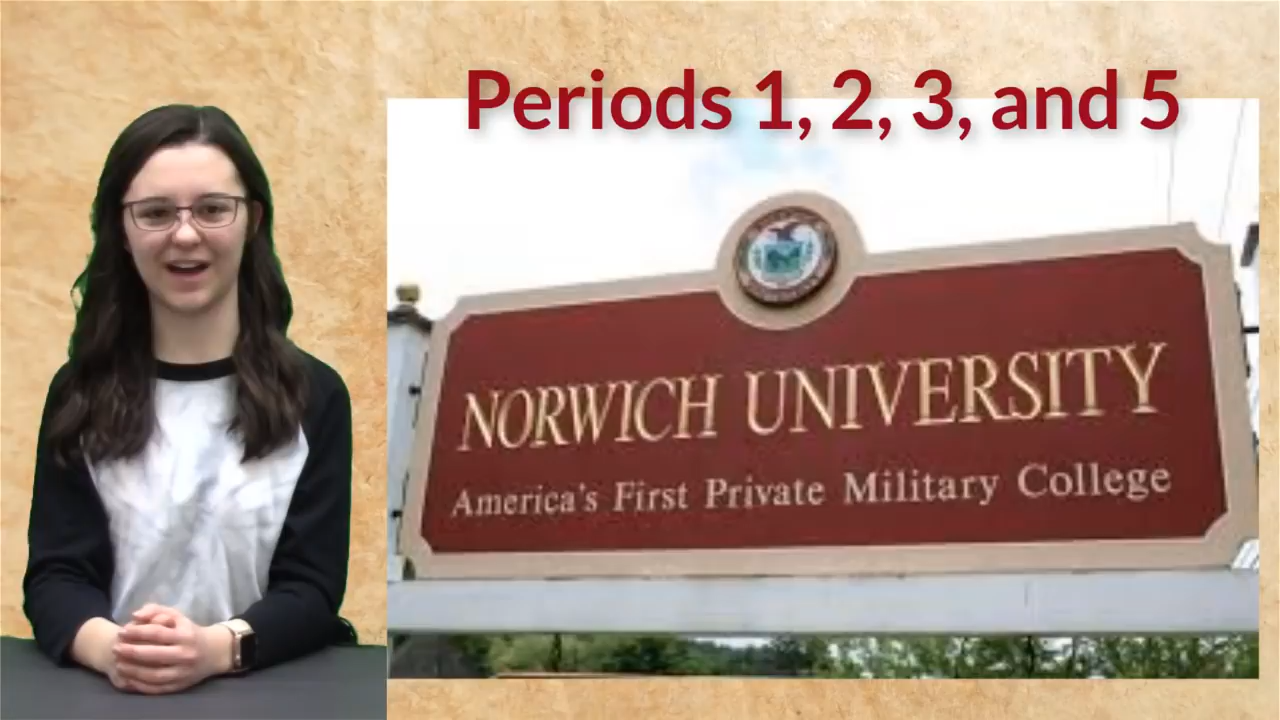 Periods 1, 2, 3, and 5
NORWICH UNIVERSITY
America's First Private Military College